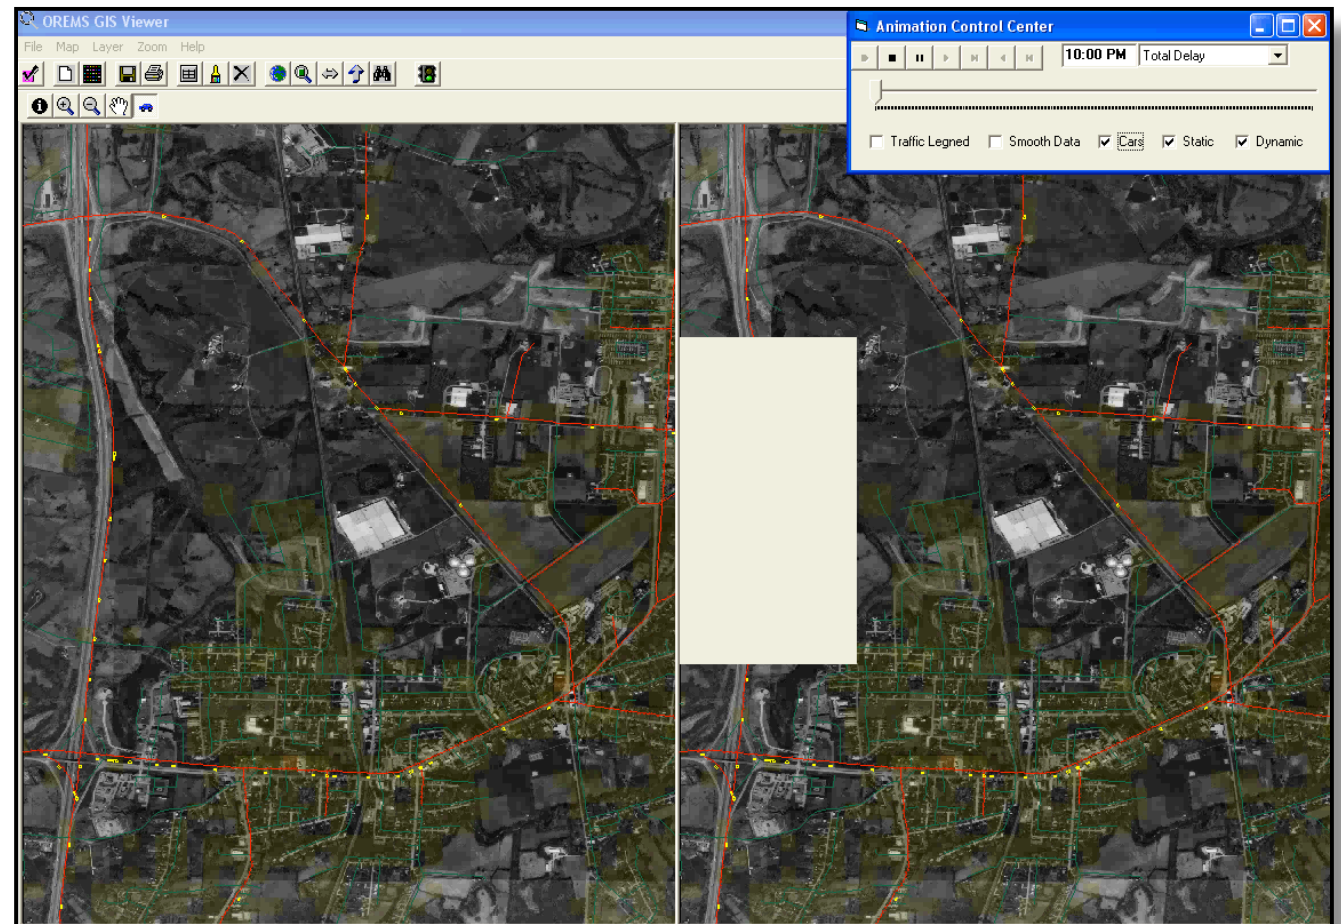 OREMS GIS Viewer
File Map Layer Zoom Help
Animation Control Center
10:00 PM Total Delay
Traffic Legned Smooth Data Cars Static Dynamic